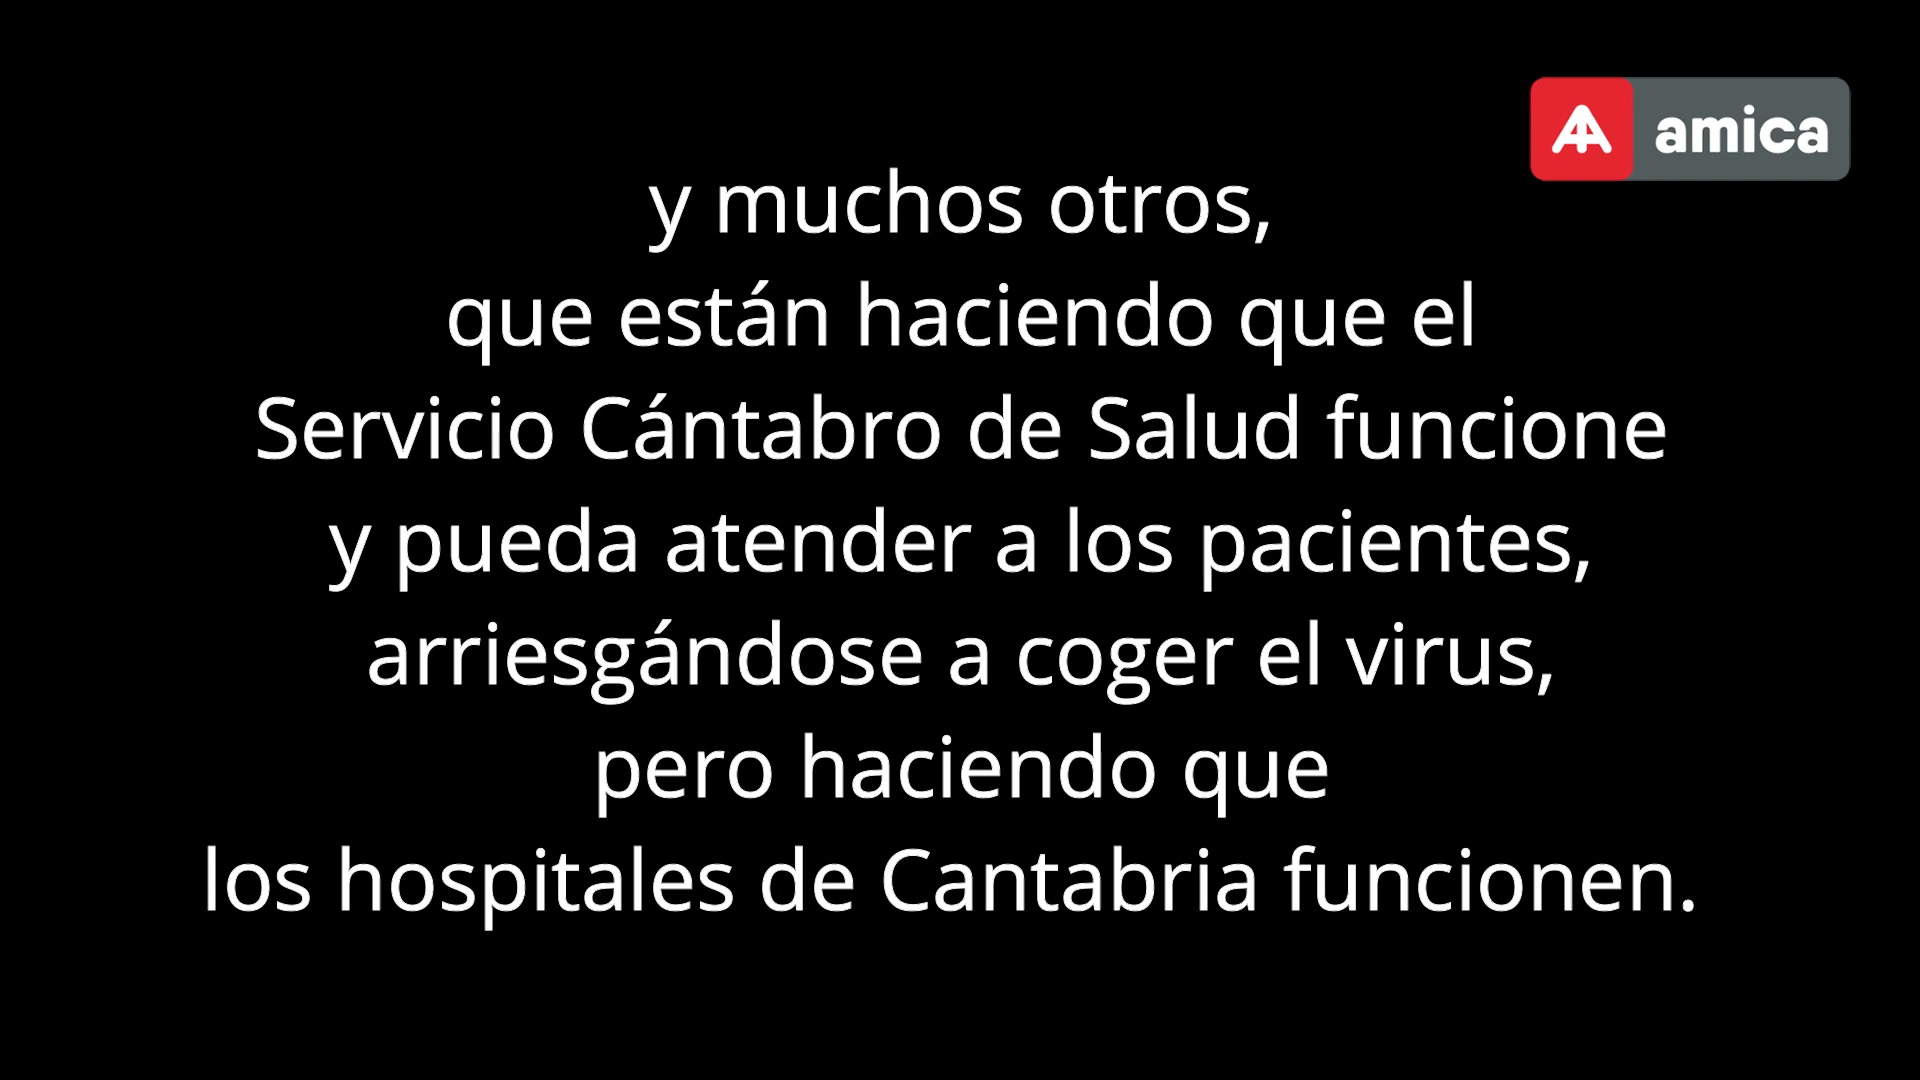 amica
y muchos otros,
que están haciendo que el
Servicio Cántabro de Salud funcione
y pueda atender a los pacientes,
arriesgándose a coger el virus,
pero haciendo que
los hospitales de Cantabria funcionen.